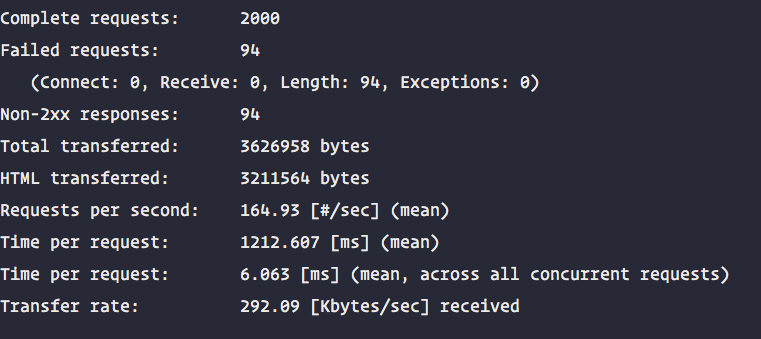 Complete requests:      2000
Failed requests:        94
   (Connect: 0, Receive: 0, Length: 94, Exceptions: 0)
Non-2xx responses:      94
Total transferred:      3626958 bytes
HTML transferred:       3211564 bytes
Requests per second:    164.93 [#/sec] (mean)
Time per request:       1212.607 [ms] (mean)
Time per request:       6.063 [ms] (mean, across all concurrent requests)
Transfer rate:          292.09 [Kbytes/sec] received